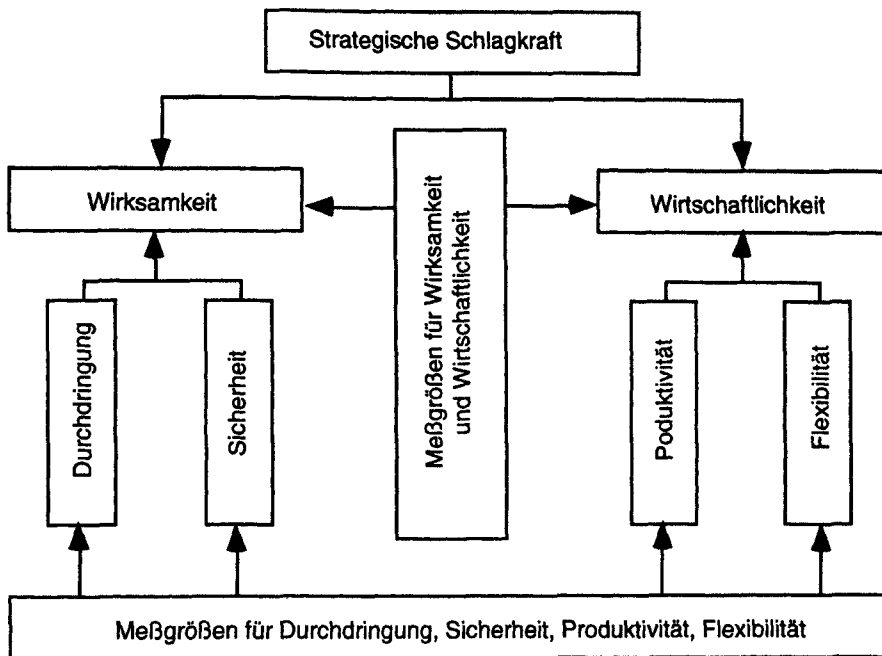 Strategische Schlagkraft
Wirksamkeit
Meßgrößen für Wirksamkeit
und Wirtschaftlichkeit
Wirtschaftlichkeit
Durchdringung
Sicherheit
Poduktivität
Flexibilität
Meßgrößen für Durchdringung, Sicherheit, Produktivität, Flexibilität